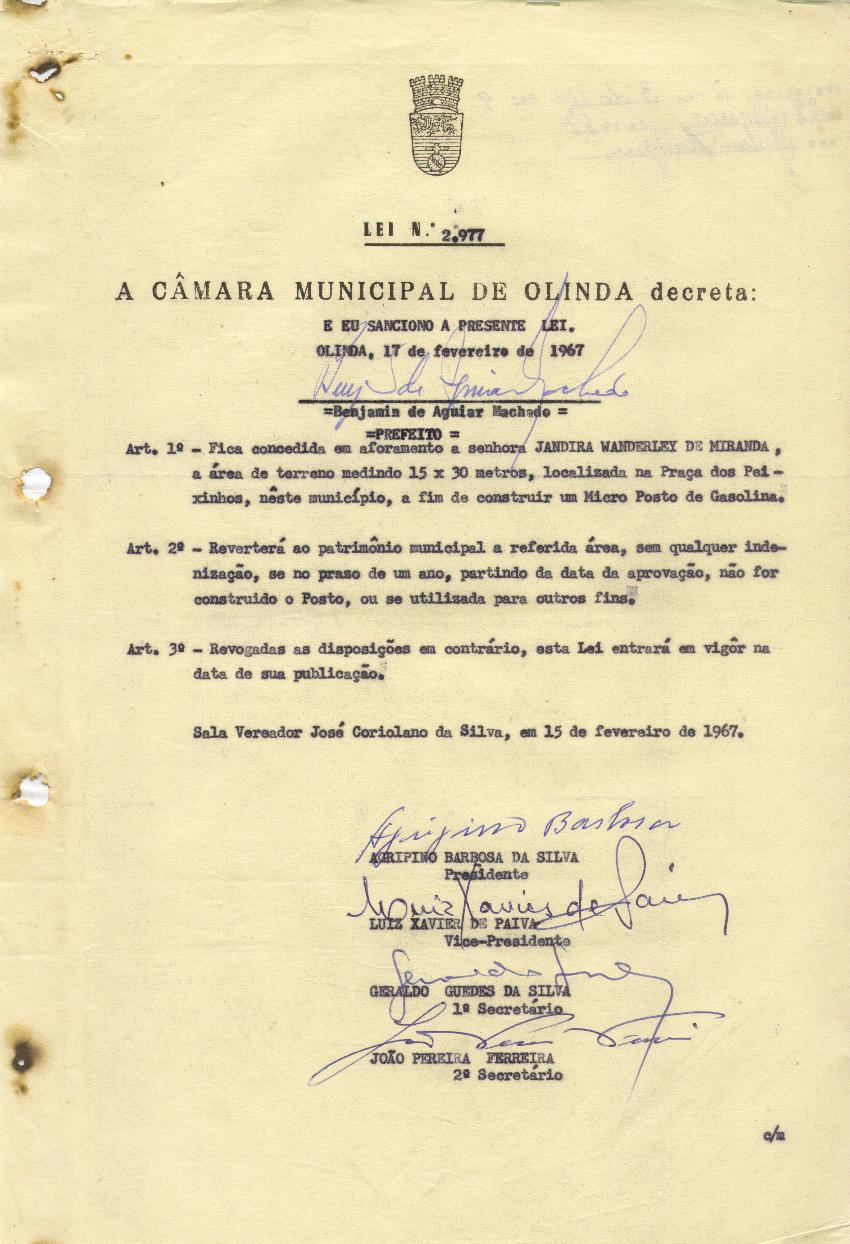 LEI N.º 2.977
A CÂMARA MUNICIPAL DE OLINDA decreta:
E EU SANCIONO A PRESENTE LEI.
OLINDA, 17 de fevereiro de 1967
=Benjamin de Aguiar Machado =
=PREFEITO =
Art. 1º - Fica concedida em aforamento a senhora JANDIRA WANDERLEY DE MIRANDA ,
a área de terreno medindo 15 x 30 metros, localizada na Praça dos Pei-
xinhos, nêste município, a fim de construir um Micro Posto de Gasolina.
Art. 2º - Reverterá ao patrimônio municipal a referida área, sem qualquer inde-
nização, se no prazo de um ano, partindo da data da aprovação, não for
construido o Posto, ou se utilizada para outros fins.
Art. 3º - Revogadas as disposições em contrário, esta Lei entrará em vigôr na
data de sua publicação.
Sala Vereador José Coriolano da Silva, em 15 de fevereiro de 1967.
Agripino Barbosa
AGRIPINO BARBOSA DA SILVA
Presidente
Luiz Xavier de Paiva
LUIZ XAVIER DE PAIVA
Vice-Presidente
GERALDO GUEDES DA SILVA
1º Secretário
JOÃO PEREIRA FERREIRA
2º Secretário
c/m